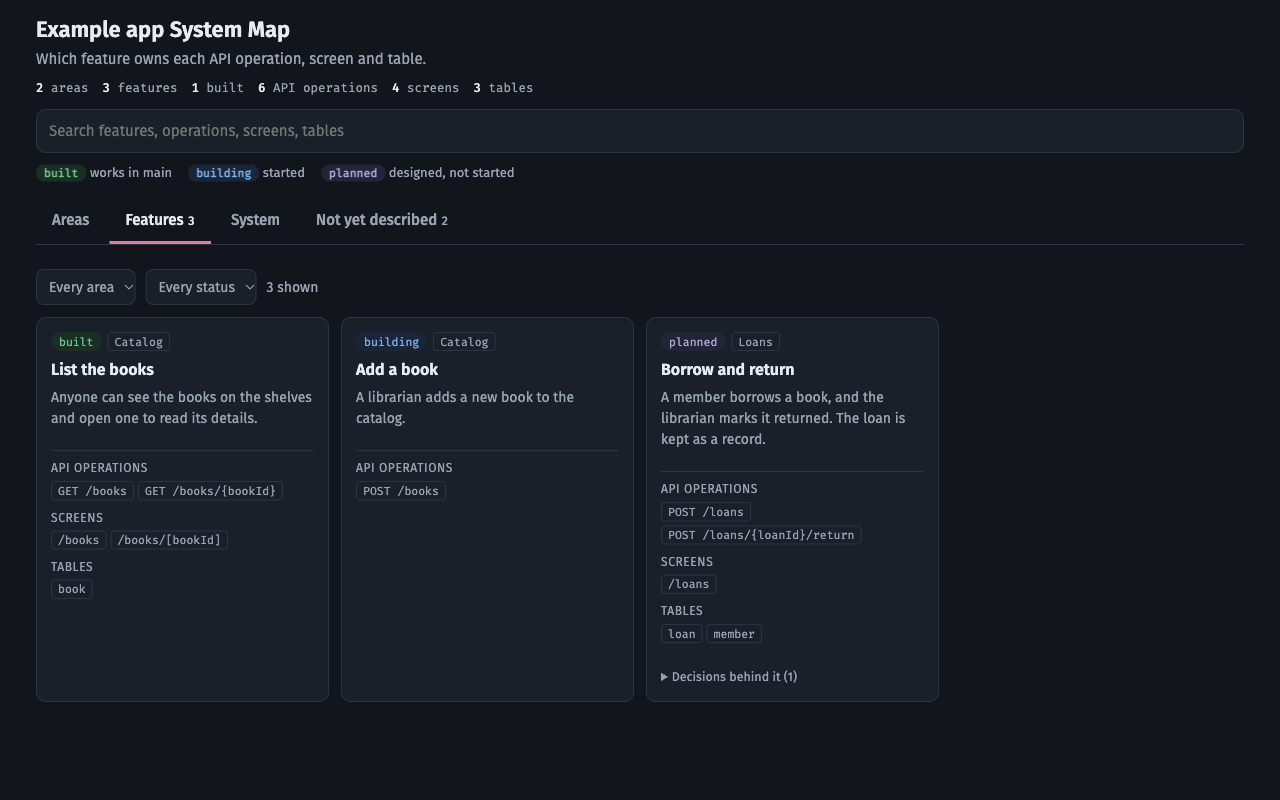 Example app System Map
Which feature owns each API operation, screen and table.
2 areas 3 features 1 built 6 API operations 4 screens 3 tables
Search features, operations, screens, tables
built works in main building started planned designed, not started
Areas Features 3 System Not yet described 2
Every area Every status 3 shown
built Catalog
List the books
Anyone can see the books on the shelves
and open one to read its details.
API OPERATIONS
GET /books GET /books/{bookId}
SCREENS
/books /books/[bookId]
TABLES
book
building Catalog
Add a book
A librarian adds a new book to the
catalog.
API OPERATIONS
POST /books
planned Loans
Borrow and return
A member borrows a book, and the
librarian marks it returned. The loan is
kept as a record.
API OPERATIONS
POST /loans
POST /loans/{loanId}/return
SCREENS
/loans
TABLES
loan member
Decisions behind it (1)